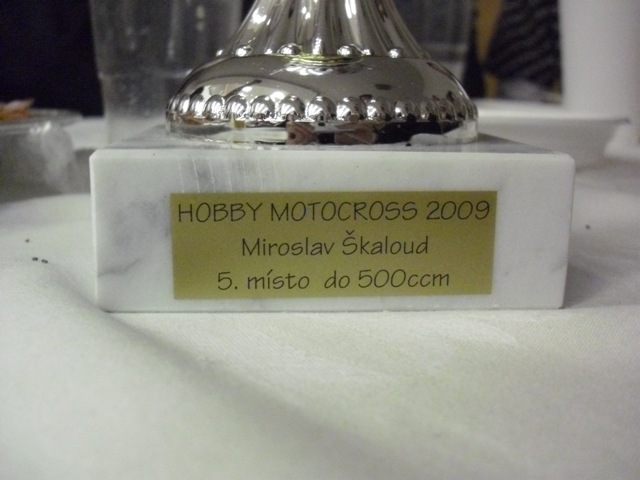 HOBBY MOTOCROSS 2009
Miroslav Škaloud
5. místo do 500ccm